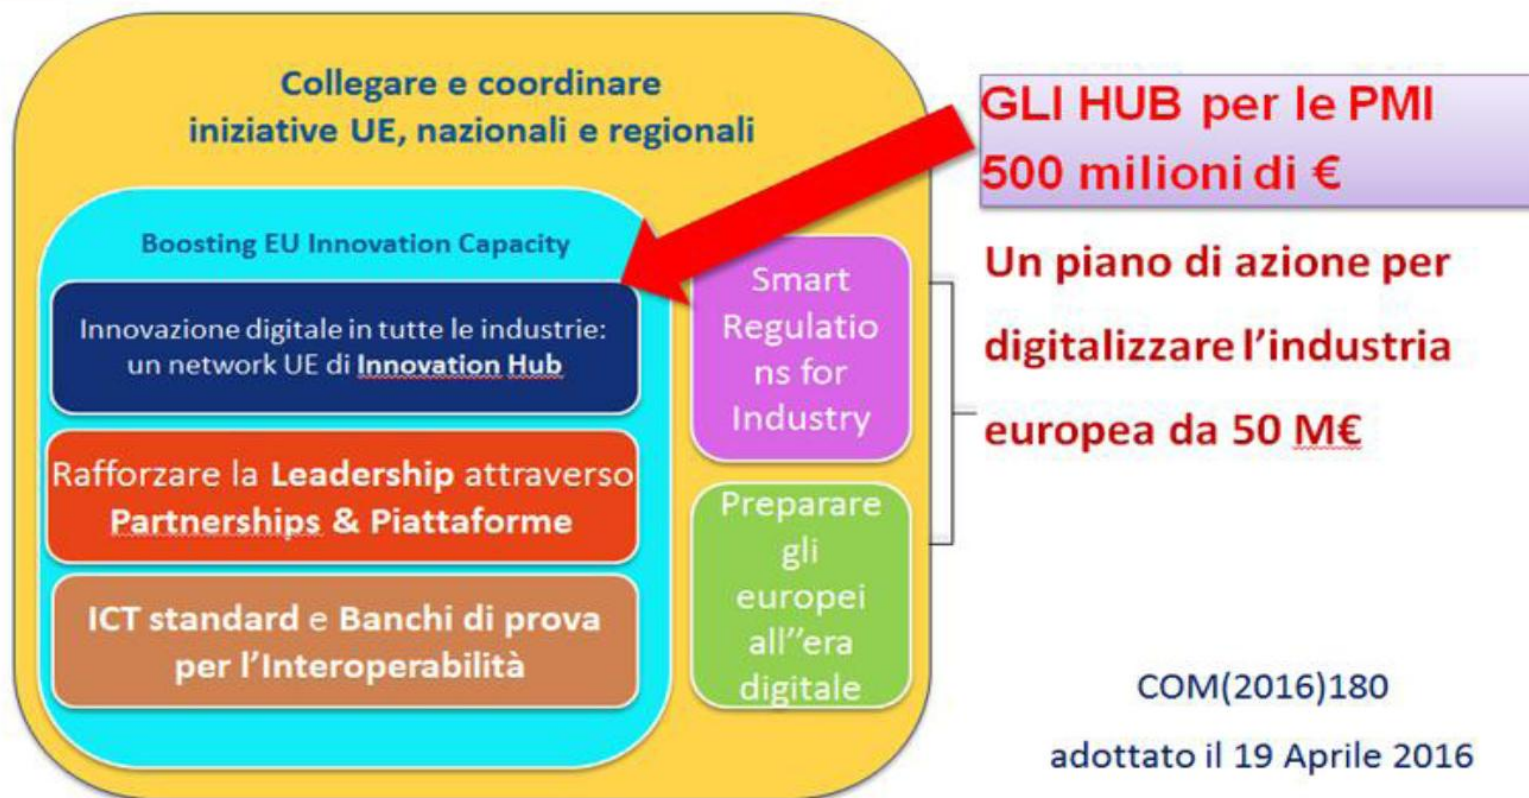 Collegare e coordinare
iniziative UE, nazionali e regionali
Boosting EU Innovation Capacity
Innovazione digitale in tutte le industrie:
un network UE di Innovation Hub
Rafforzare la Leadership attraverso
Partnerships & Piattaforme
ICT standard e Banchi di prova
per l'Interoperabilità
Smart
Regulatio
ns for
Industry
Preparare
gli
europei
all''era
digitale
GLI HUB per le PMI
500 milioni di €
Un piano di azione per
digitalizzare l'industria
europea da 50 M€
COM(2016)180
adottato il 19 Aprile 2016